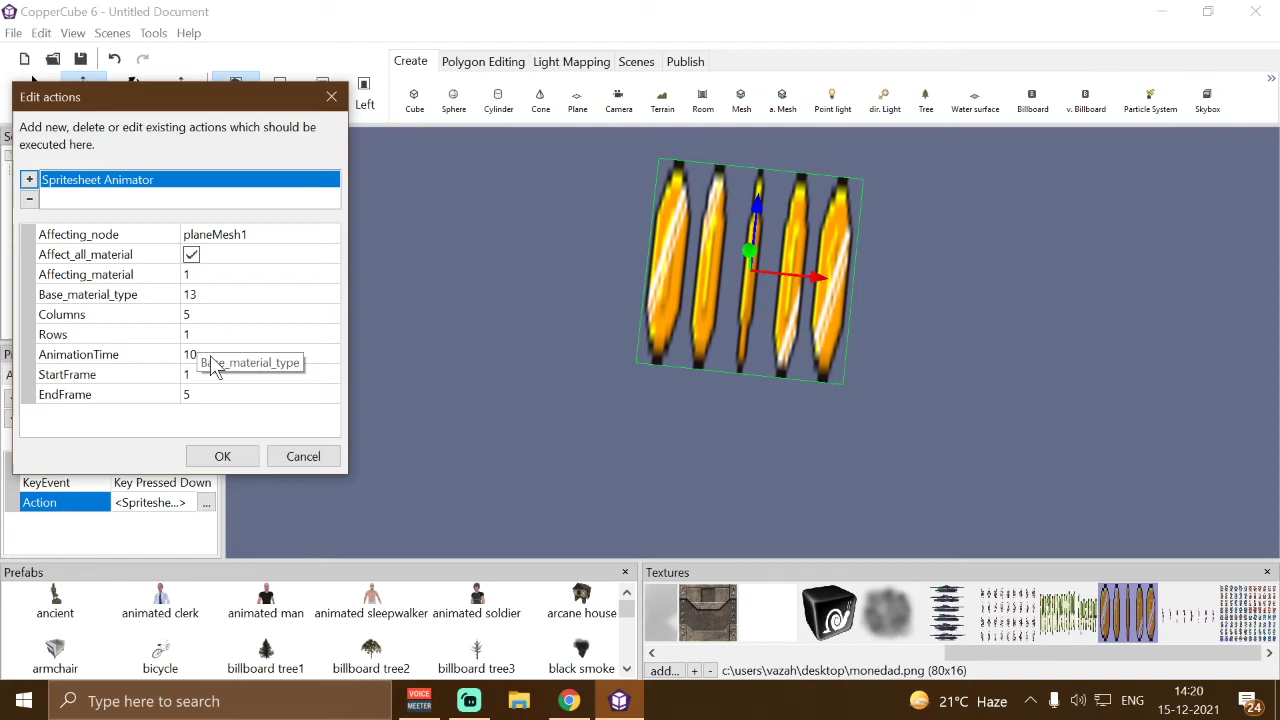 CopperCube 6 - Untitled Document
File Edit View Scenes Tools Help
Create Polygon Editing Light Mapping Scenes Publish
Left
Cube Sphere Cylinder Cone Plane Camera Terrain Room Mesh a. Mesh Point light dir. Light Tree Water surface Billboard v. Billboard Particle System Skybox
Edit actions
Add new, delete or edit existing actions which should be
executed here.
+ Spritesheet Animator
-
Affecting_node planeMesh1
Affect_all_material
Affecting_material 1
Base_material_type 13
Columns 5
Rows 1
AnimationTime 10
StartFrame 1
EndFrame 5
OK Cancel
KeyEvent Key Pressed Down
Action <Spriteshe...> ...
Prefabs
ancient animated clerk animated man animated sleepwalker animated soldier arcane house
armchair bicycle billboard tree1 billboard tree2 billboard tree3 black smoke
Textures
add... + - c:\users\vazah\desktop\monedad.png (80x16)
Type here to search
VOICE
MEETER
21°C Haze
ENG
14:20
15-12-2021
24